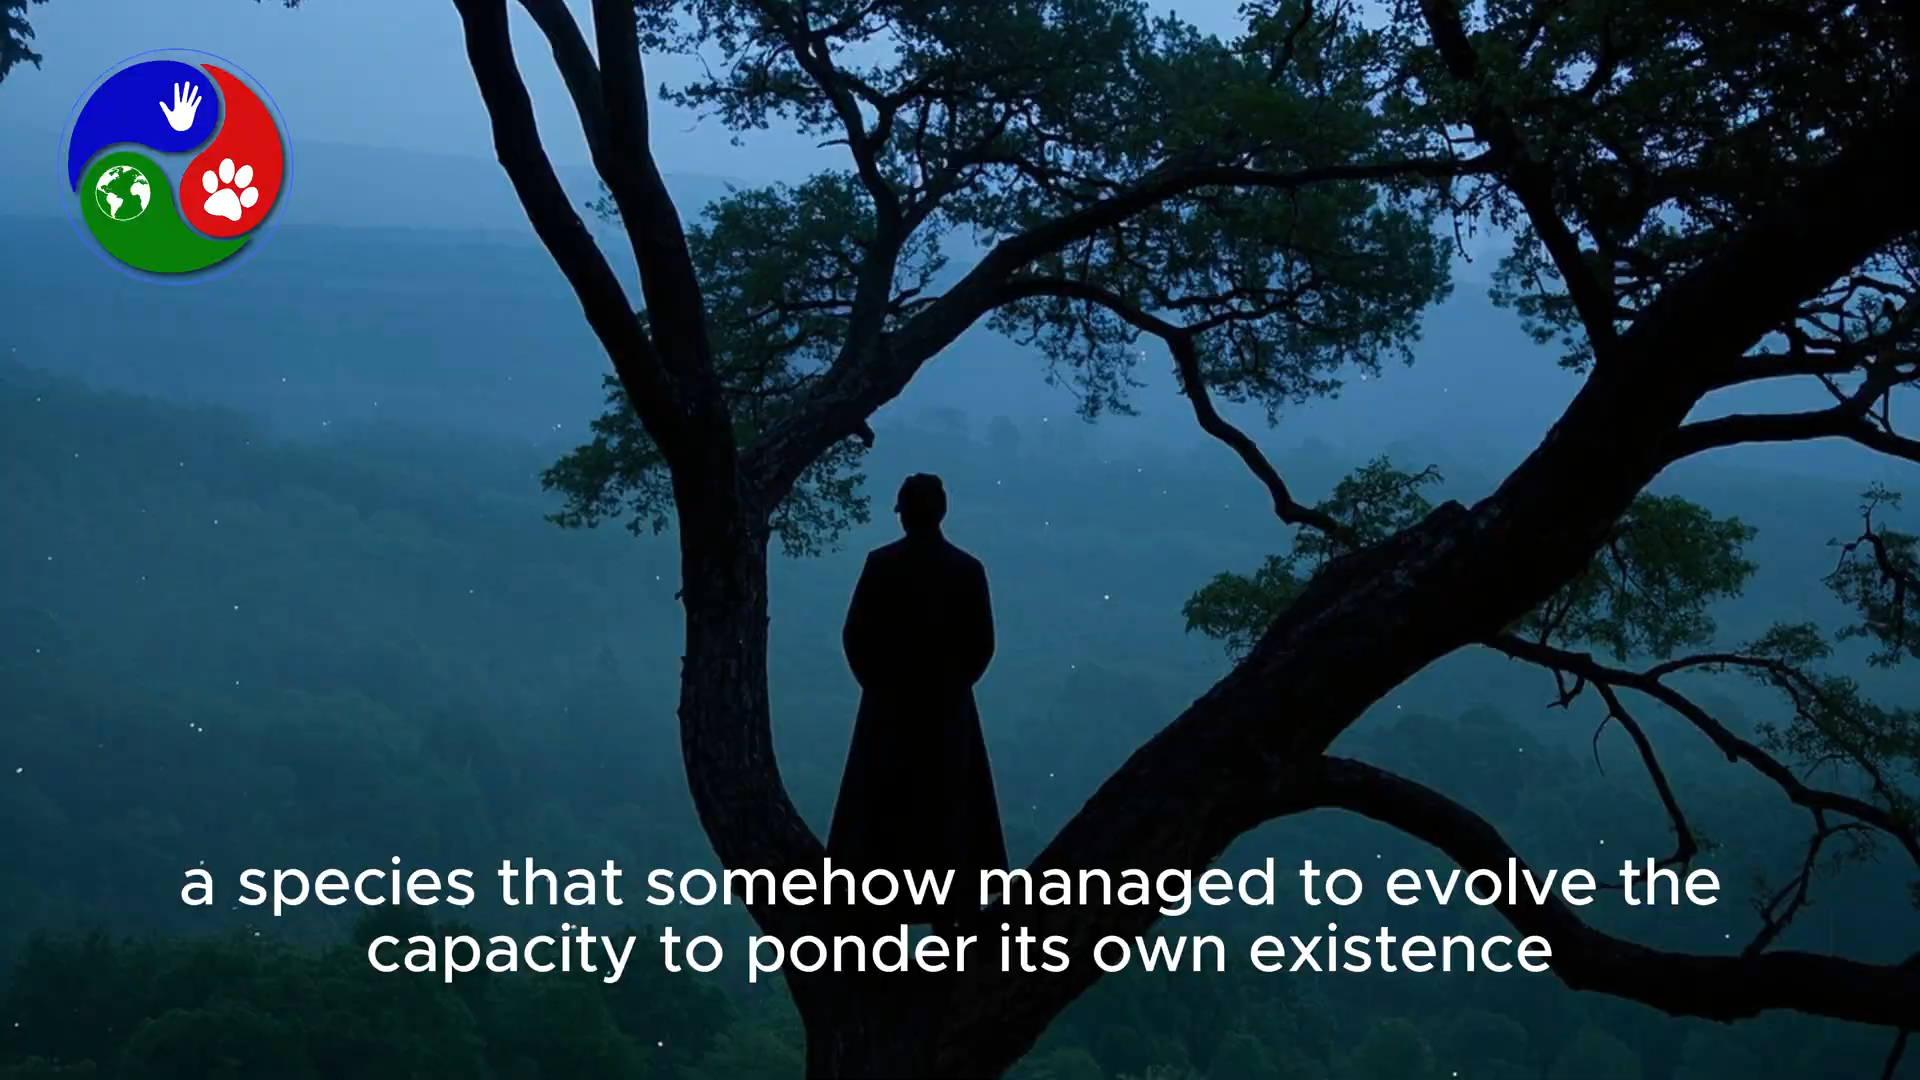 a species that somehow managed to evolve the
capacity to ponder its own existence